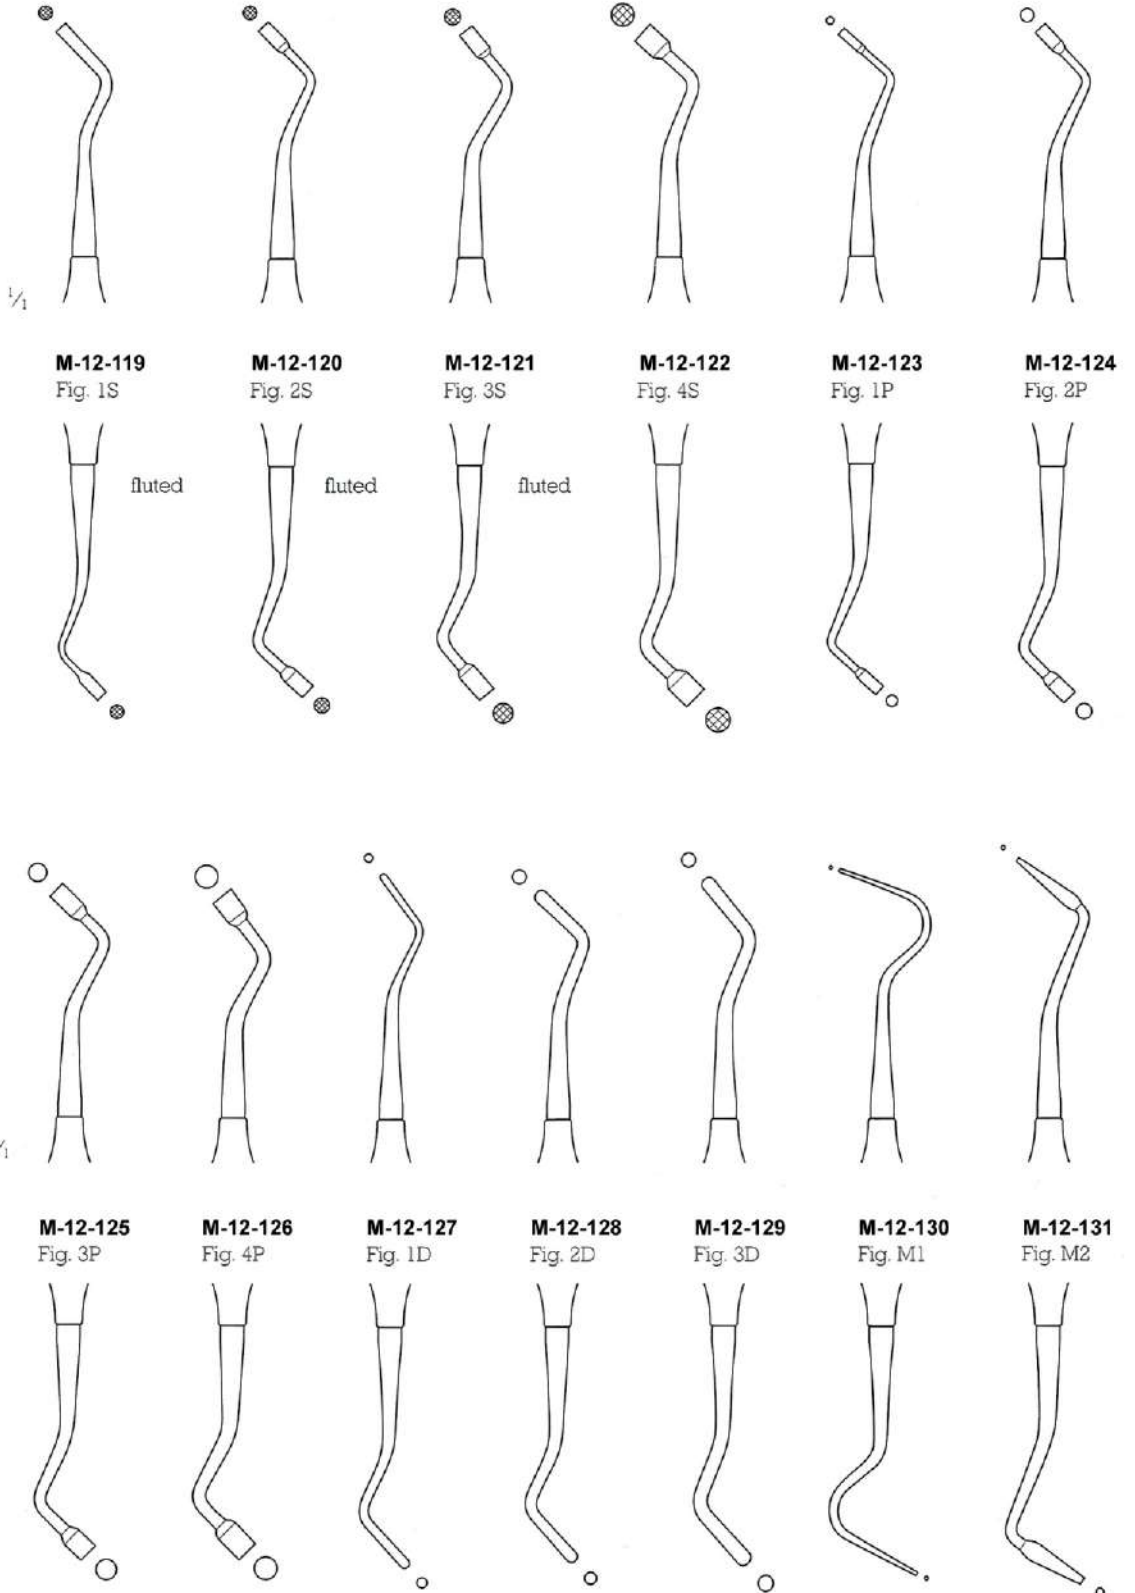 1/1
M-12-119 M-12-120 M-12-121 M-12-122 M-12-123 M-12-124
Fig. 1S Fig. 2S Fig. 3S Fig. 4S Fig. 1P Fig. 2P
fluted fluted fluted
/1
M-12-125 M-12-126 M-12-127 M-12-128 M-12-129 M-12-130 M-12-131
Fig. 3P Fig. 4P Fig. 1D Fig. 2D Fig. 3D Fig. M1 Fig. M2